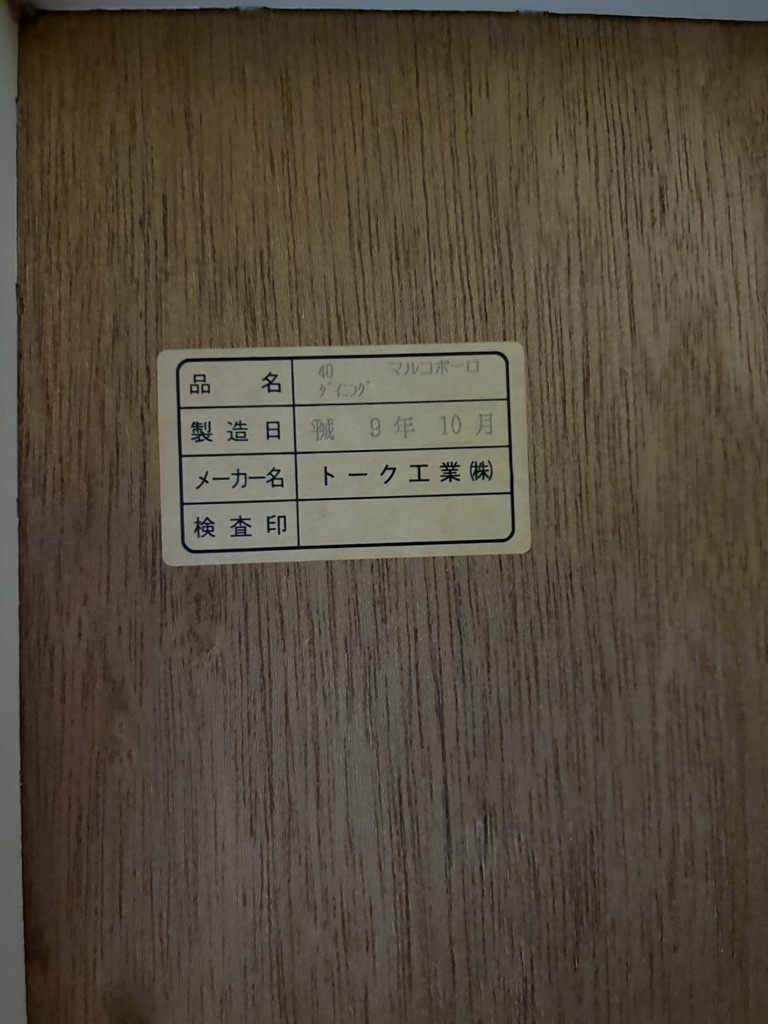 品名 40 マルコポーロ
ダイニング
製造日 平成 9年 10月
メーカー名 トーク工業㈱
検査印